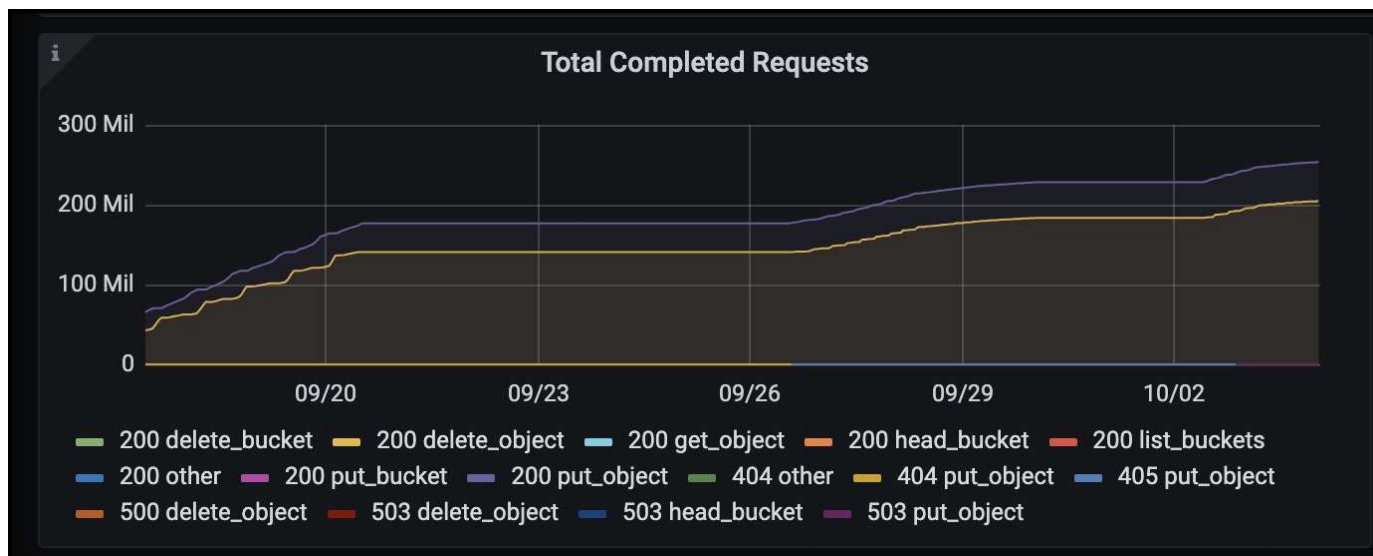 i
Total Completed Requests
300 Mil
200 Mil
100 Mil
0
09/20 09/23 09/26 09/29 10/02
200 delete_bucket 200 delete_object 200 get_object 200 head_bucket 200 list_buckets
200 other 200 put_bucket 200 put_object 404 other 404 put_object 405 put_object
500 delete_object 503 delete_object 503 head_bucket 503 put_object